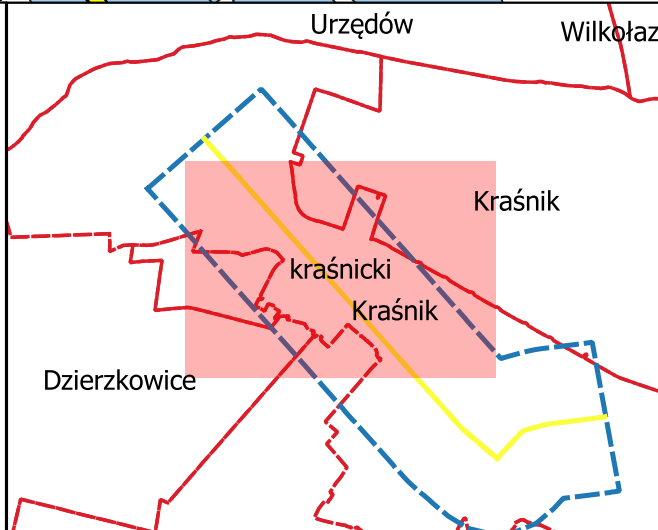 Urzędów
Wilkołaz
Kraśnik
kraśnicki
Kraśnik
Dzierzkowice